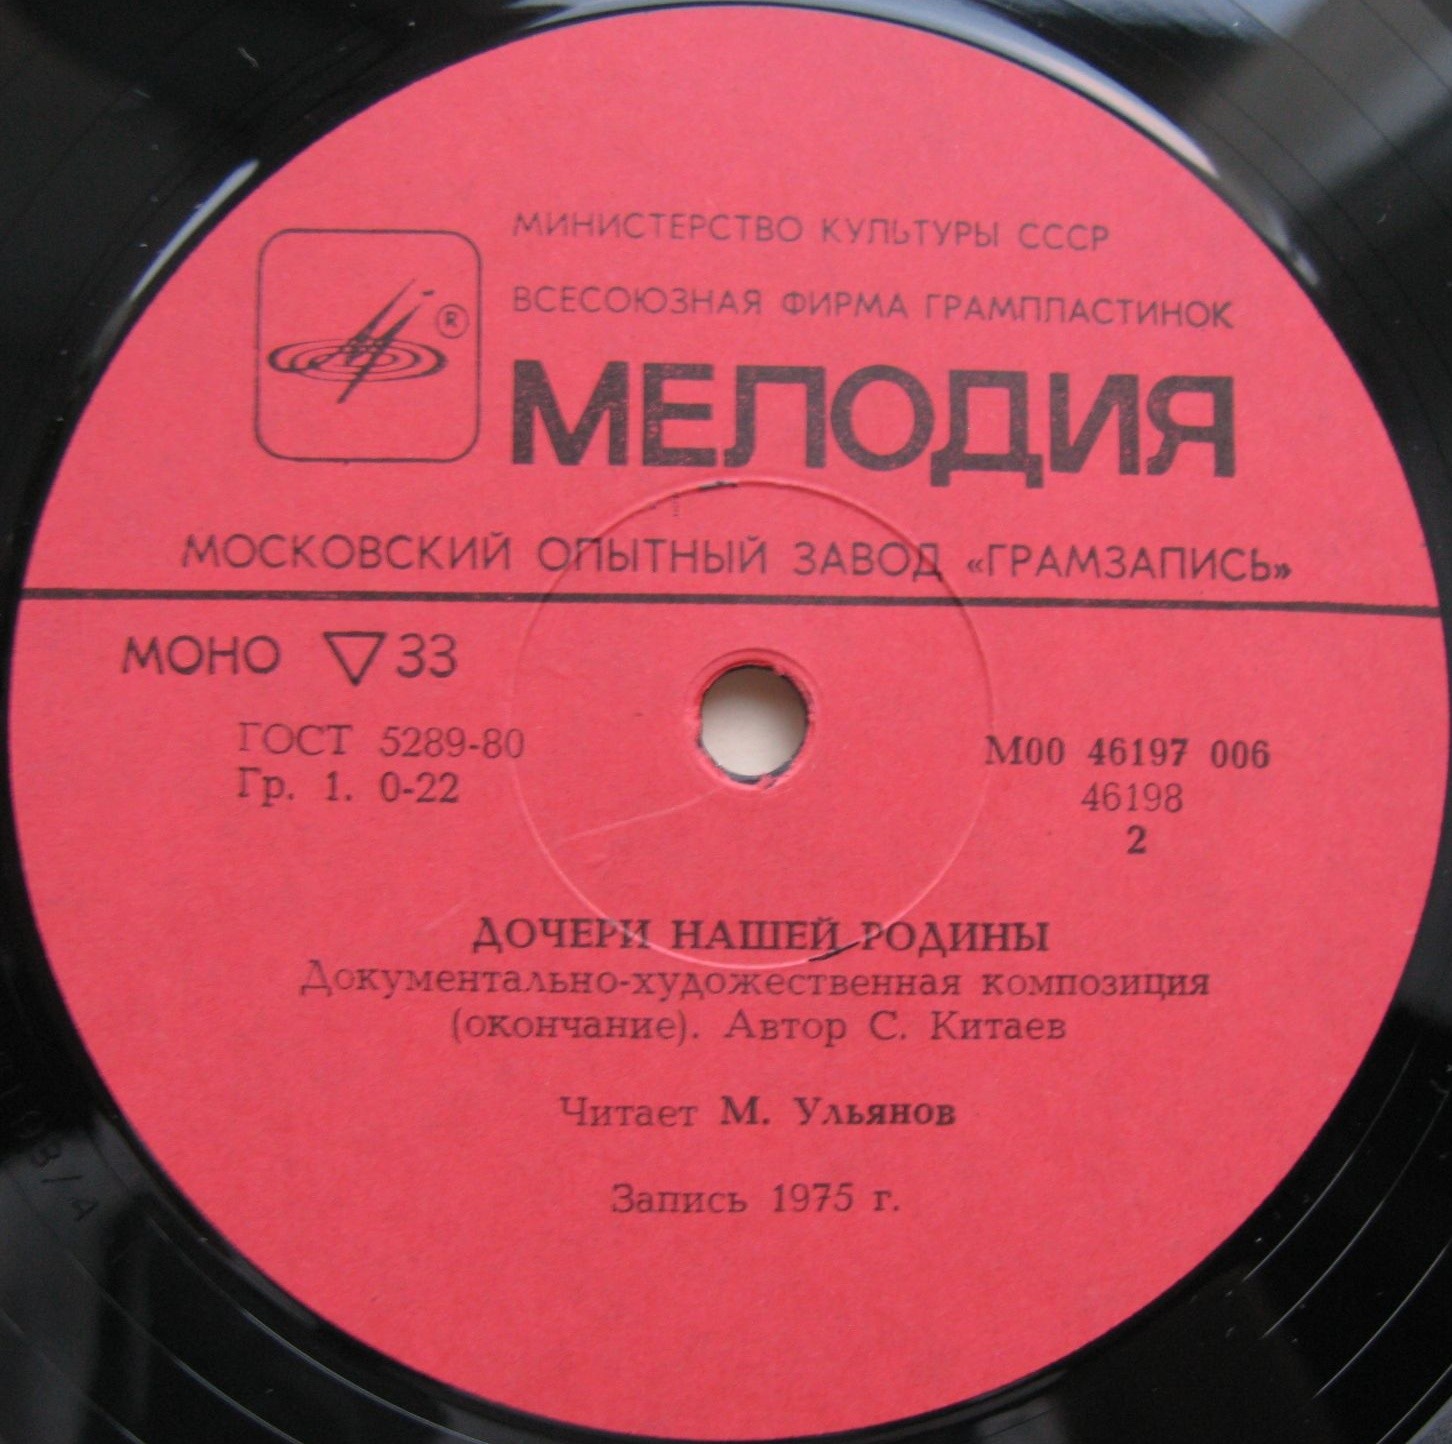 МИНИСТЕРСТВО КУЛЬТУРЫ СССР
ВСЕСОЮЗНАЯ ФИРМА ГРАМПЛАСТИНОК
®
МЕЛОДИЯ
МОСКОВСКИЙ ОПЫТНЫЙ ЗАВОД «ГРАМЗАПИСЬ»
МОНО ▽33
ГОСТ 5289-80
Гр. 1. 0-22
М00 46197 006
46198
2
ДОЧЕРИ НАШЕЙ РОДИНЫ
Документально-художественная композиция
(окончание). Автор С. Китаев
Читает М. Ульянов
Запись 1975 г.